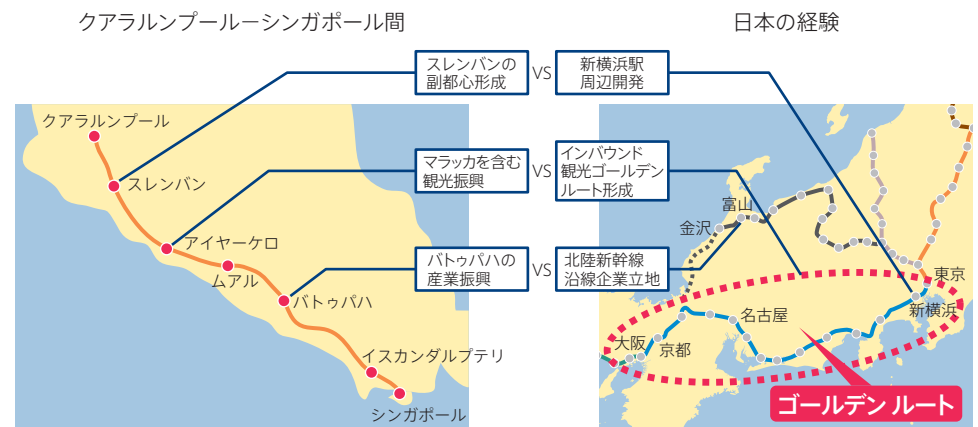 クアラルンプールーシンガポール間
日本の経験
スレンバンの
副都心形成
VS
新横浜駅
周辺開発
マラッカを含む
観光振興
VS
インバウンド
観光ゴールデン
ルート形成
バトゥパハの
産業振興
VS
北陸新幹線
沿線企業立地
クアラルンプール
スレンバン
アイヤーケロ
ムアル
バトゥパハ
イスカンダルプテリ
シンガポール
富山
金沢
東京
新横浜
名古屋
大阪
京都
ゴールデン ルート